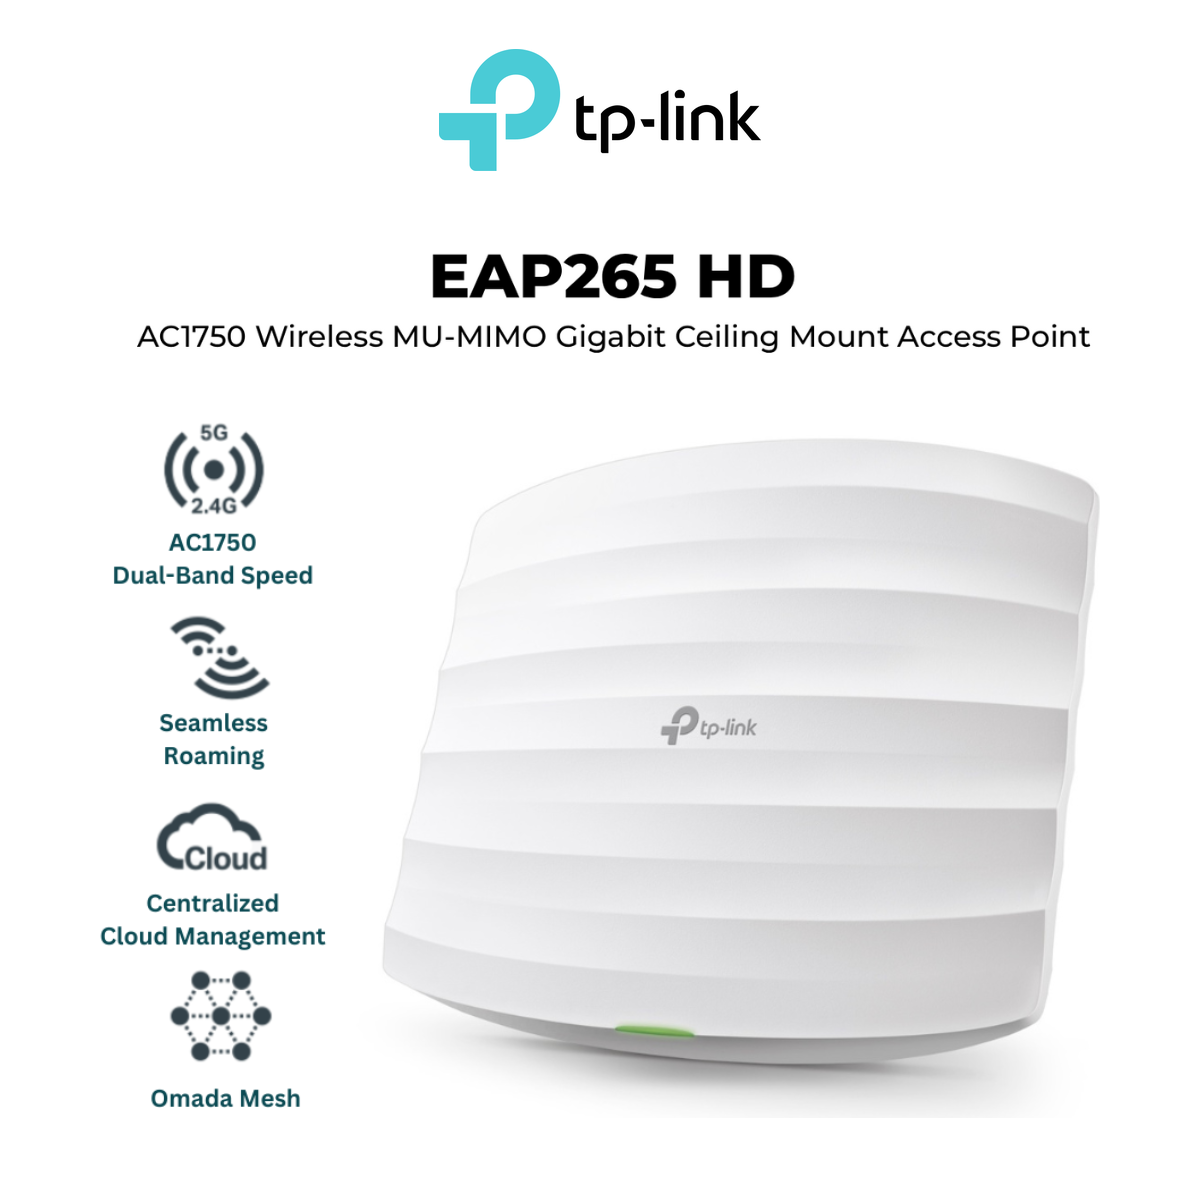 tp-link
EAP265 HD
AC1750 Wireless MU-MIMO Gigabit Ceiling Mount Access Point
5G
2.4G
AC1750
Dual-Band Speed
Seamless
Roaming
Cloud
Centralized
Cloud Management
Omada Mesh
tp-link